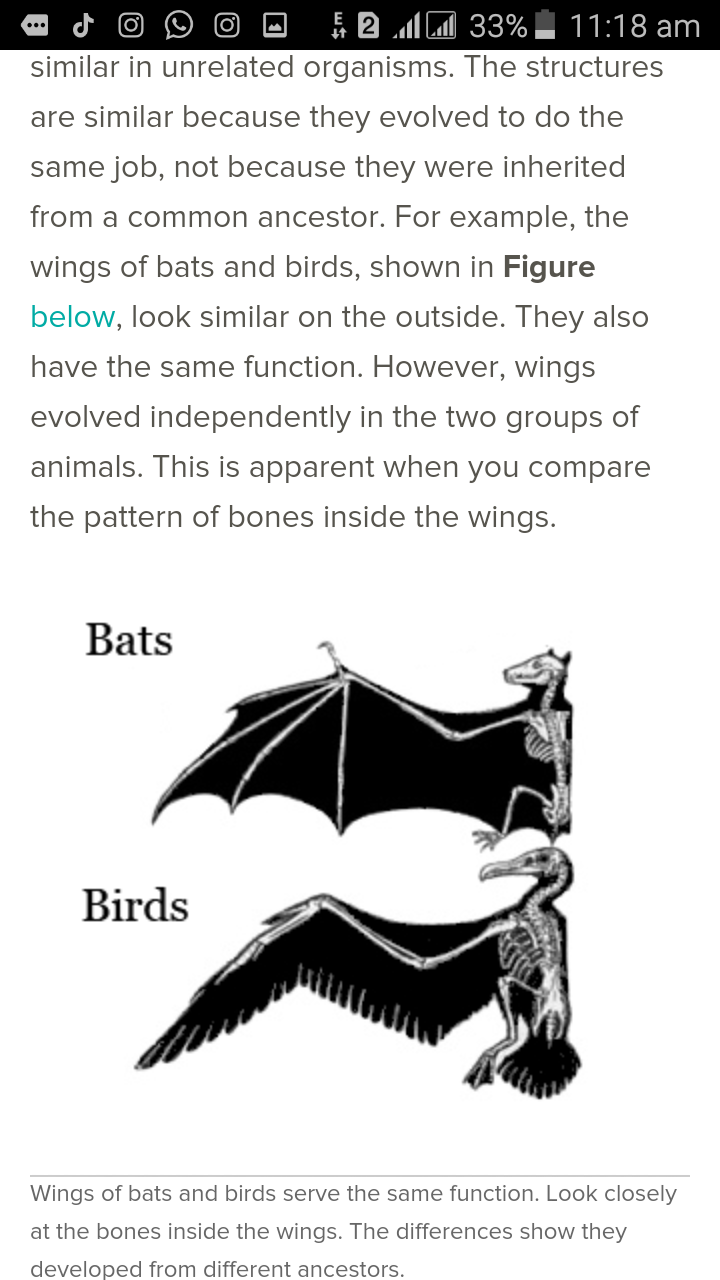 E 2 33% 11:18 am
similar in unrelated organisms. The structures
are similar because they evolved to do the
same job, not because they were inherited
from a common ancestor. For example, the
wings of bats and birds, shown in Figure
below, look similar on the outside. They also
have the same function. However, wings
evolved independently in the two groups of
animals. This is apparent when you compare
the pattern of bones inside the wings.
Bats
Birds
Wings of bats and birds serve the same function. Look closely
at the bones inside the wings. The differences show they
developed from different ancestors.